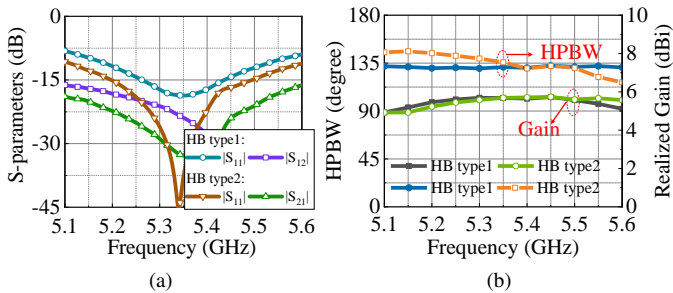 S-parameters (dB)
0
-15
-30
-45
HB type1:
|S11| |S12|
HB type2:
|S11| |S21|
5.1 5.2 5.3 5.4 5.5 5.6
Frequency (GHz)
(a)
HPBW (degree)
180
135
90
45
0
HPBW
Gain
HB type1 HB type2
HB type1 HB type2
10
8
6
4
2
0
Realized Gain (dBi)
5.1 5.2 5.3 5.4 5.5 5.6
Frequency (GHz)
(b)